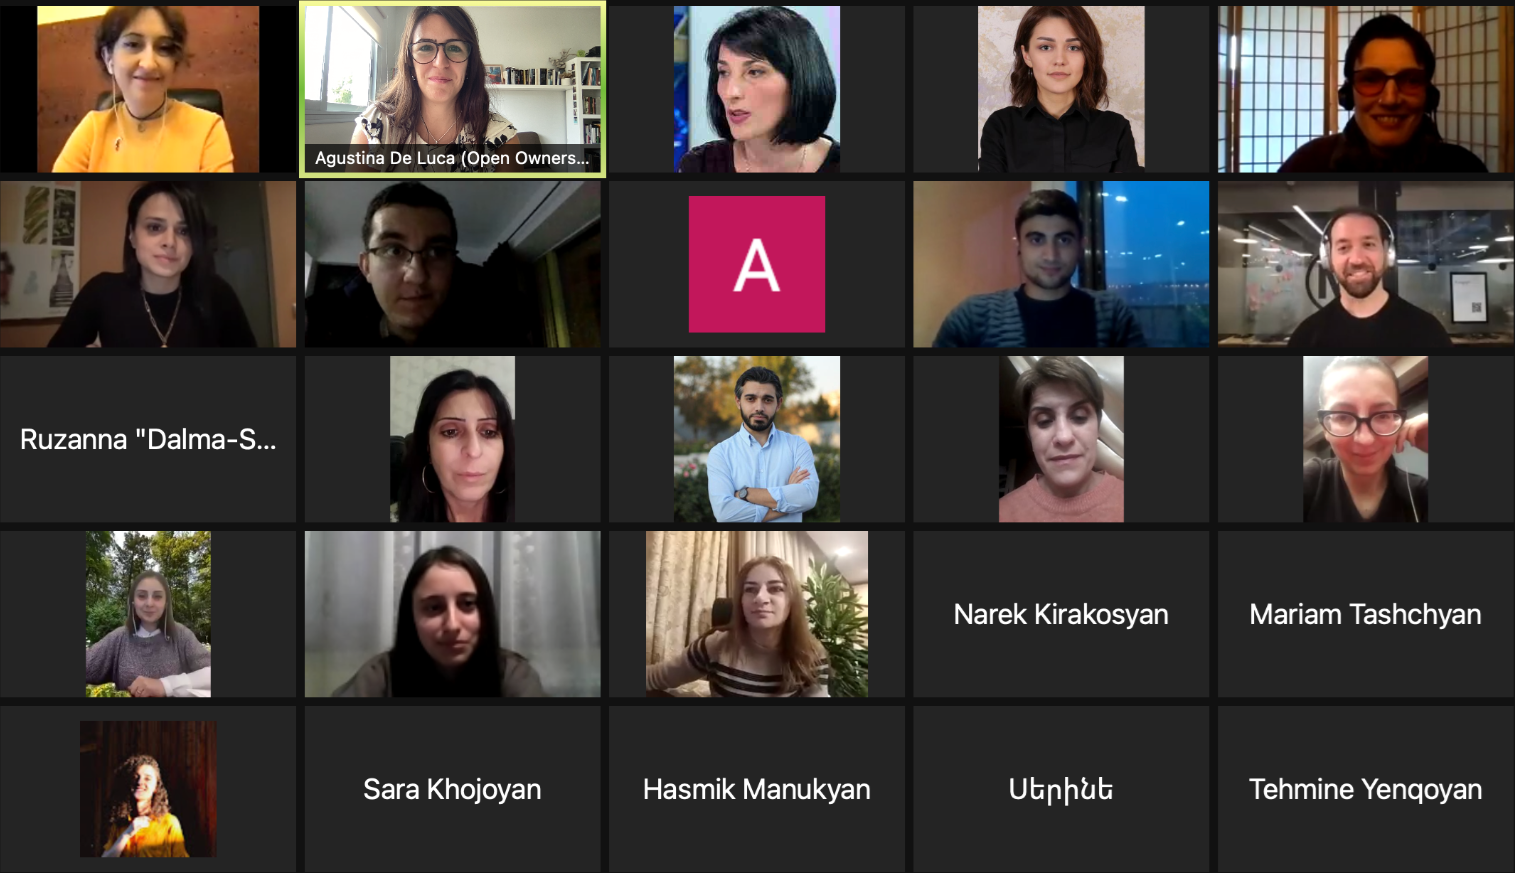 Agustina De Luca (Open Owners...
A
Ruzanna "Dalma-S...
Narek Kirakosyan
Mariam Tashchyan
Sara Khojoyan
Hasmik Manukyan
Սերինե
Tehmine Yenqoyan